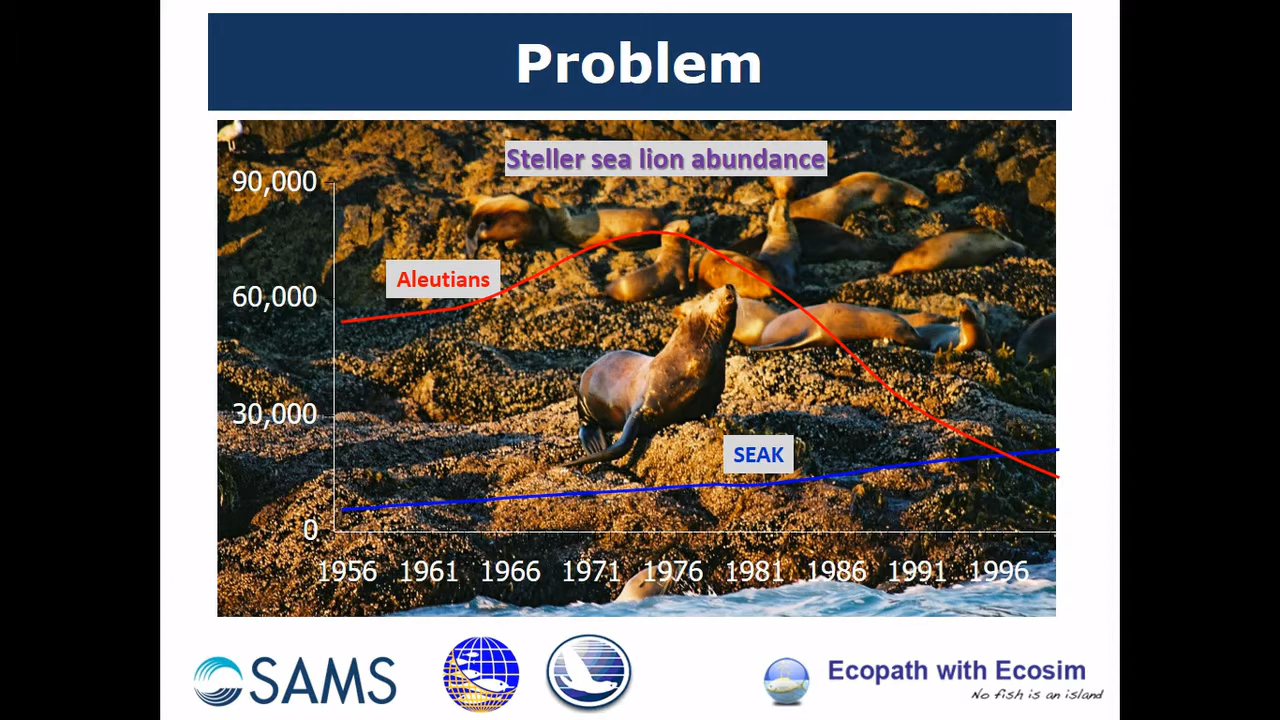 Problem
Steller sea lion abundance
90,000
Aleutians
60,000
30,000
SEAK
0
1956 1961 1966 1971 1976 1981 1986 1991 1996
SAMS
Ecopath with Ecosim
No fish is an island